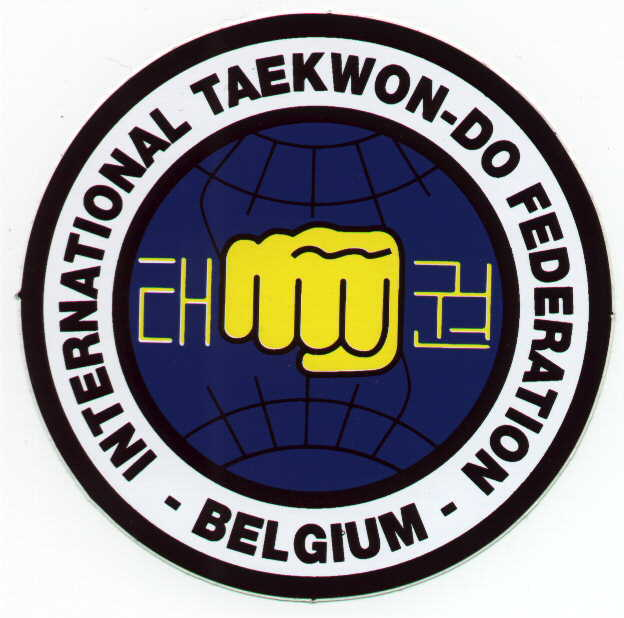 INTERNATIONAL TAEKWON-DO FEDERATION
태 권
- BELGIUM -